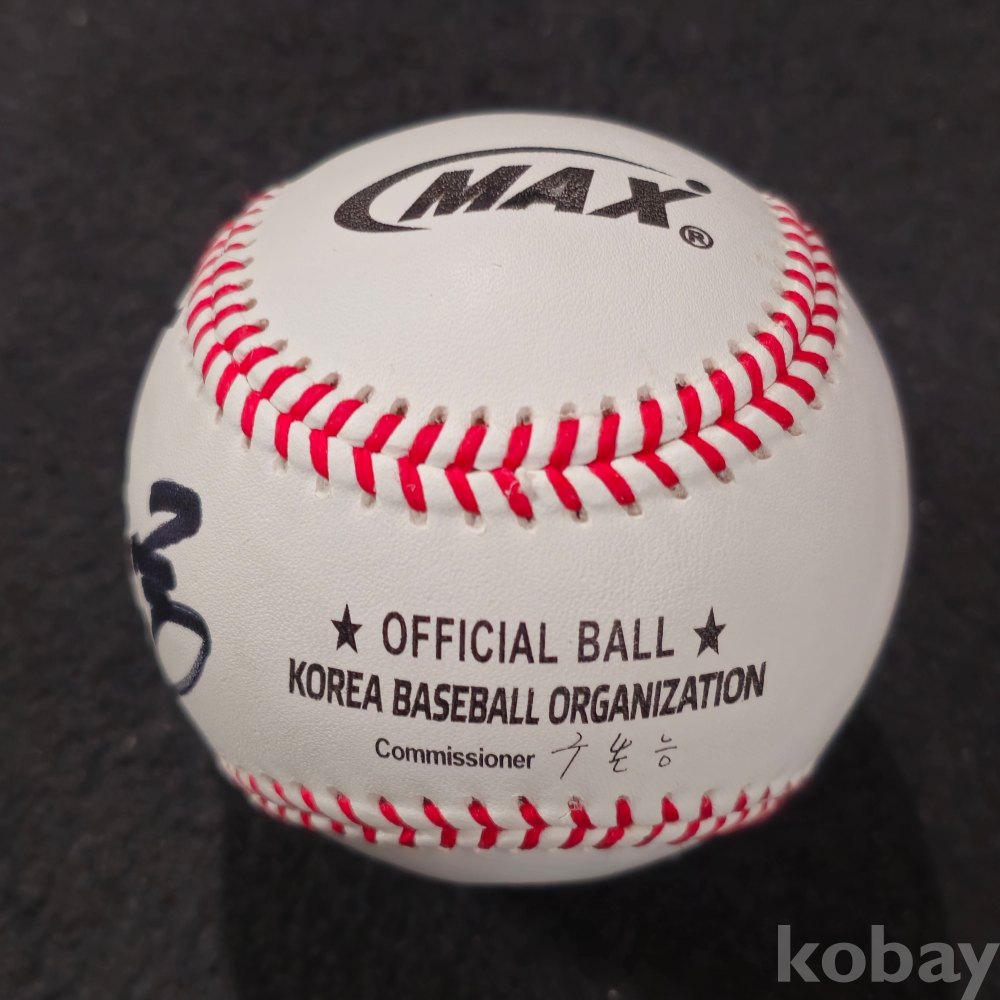 MAX®
★ OFFICIAL BALL ★
KOREA BASEBALL ORGANIZATION
Commissioner 구본능
kobay